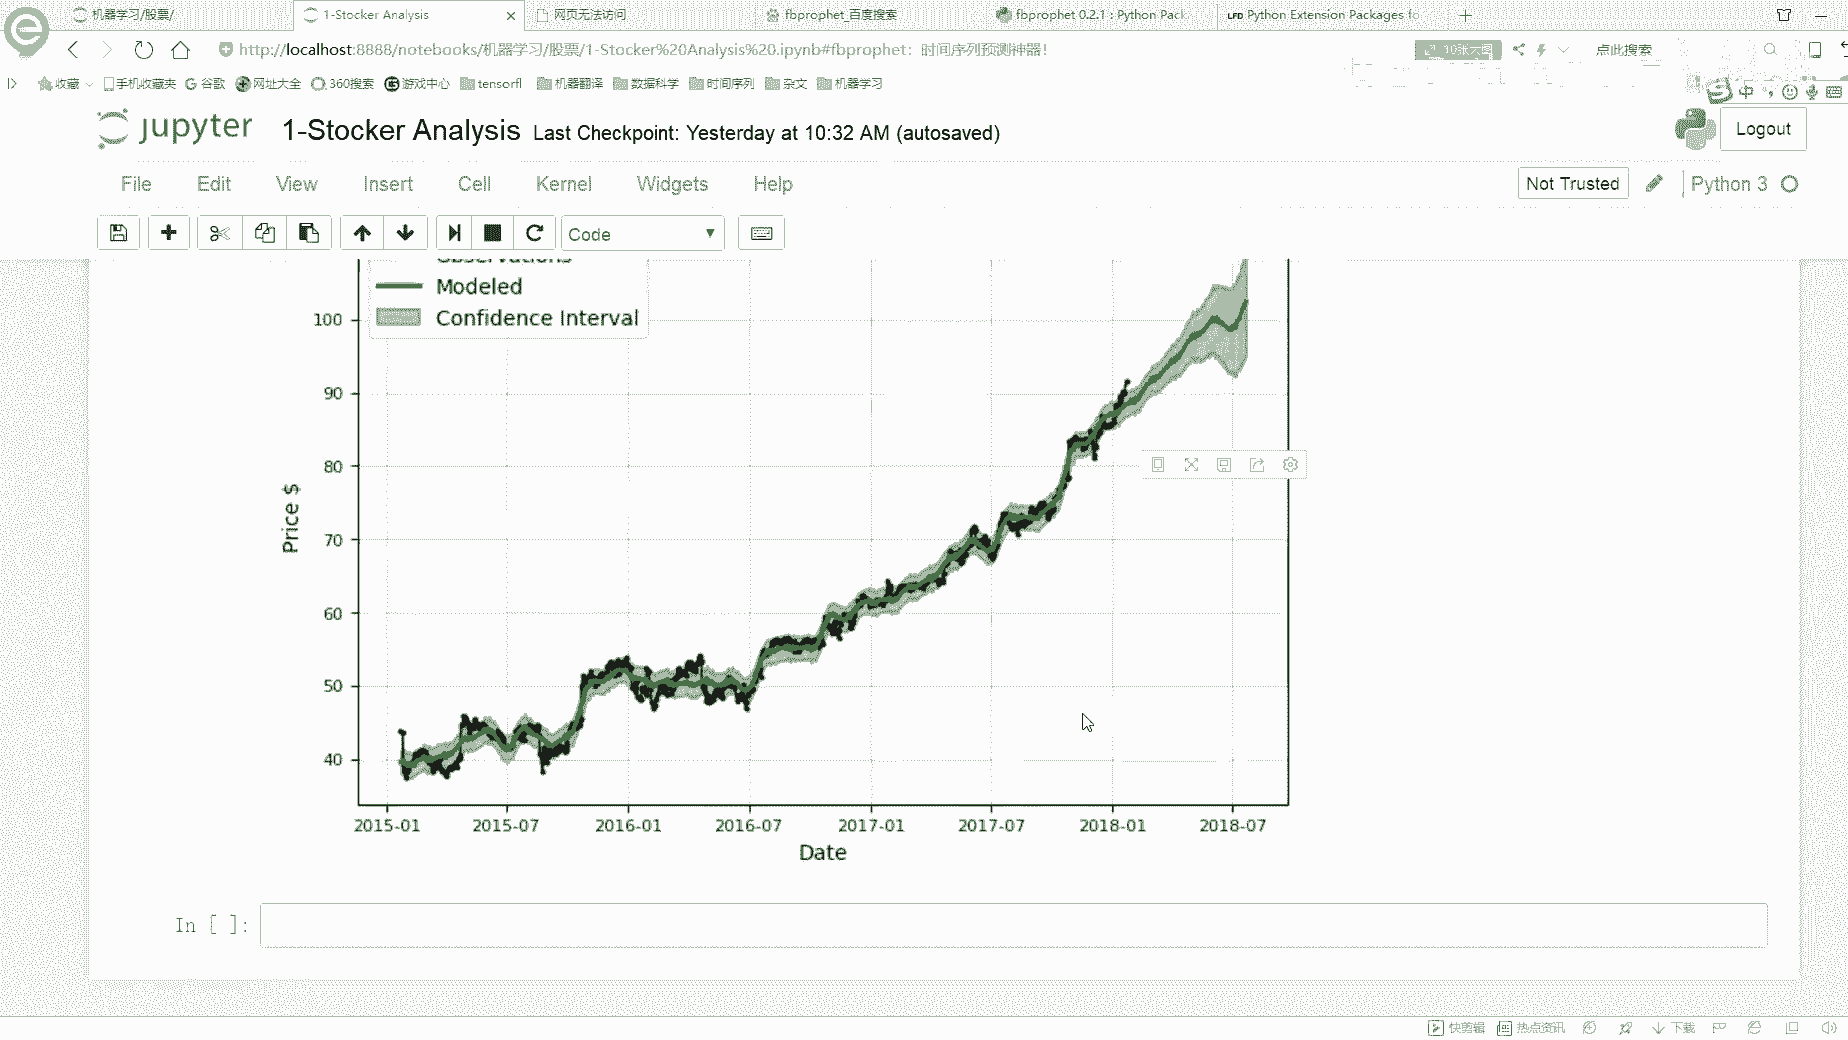 机器学习/股票/
1-Stocker Analysis
网页无法访问
fbprophet_百度搜索
fbprophet 0.2.1 : Python Pack
LFD Python Extension Packages fo
http://localhost:8888/notebooks/机器学习/股票/1-Stocker%20Analysis%20.ipynb#fbprophet：时间序列预测神器！
10张大图
点此搜索
收藏
手机收藏夹
谷歌
网址大全
360搜索
游戏中心
tensorfl
机器翻译
数据科学
时间序列
杂文
机器学习
中
jupyter
1-Stocker Analysis
Last Checkpoint: Yesterday at 10:32 AM (autosaved)
Logout
File
Edit
View
Insert
Cell
Kernel
Widgets
Help
Not Trusted
Python 3
Code
Observations
Modeled
Confidence Interval
100
90
80
70
60
50
40
Price $
2015-01
2015-07
2016-01
2016-07
2017-01
2017-07
2018-01
2018-07
Date
In [ ]:
快剪辑
热点资讯
下载